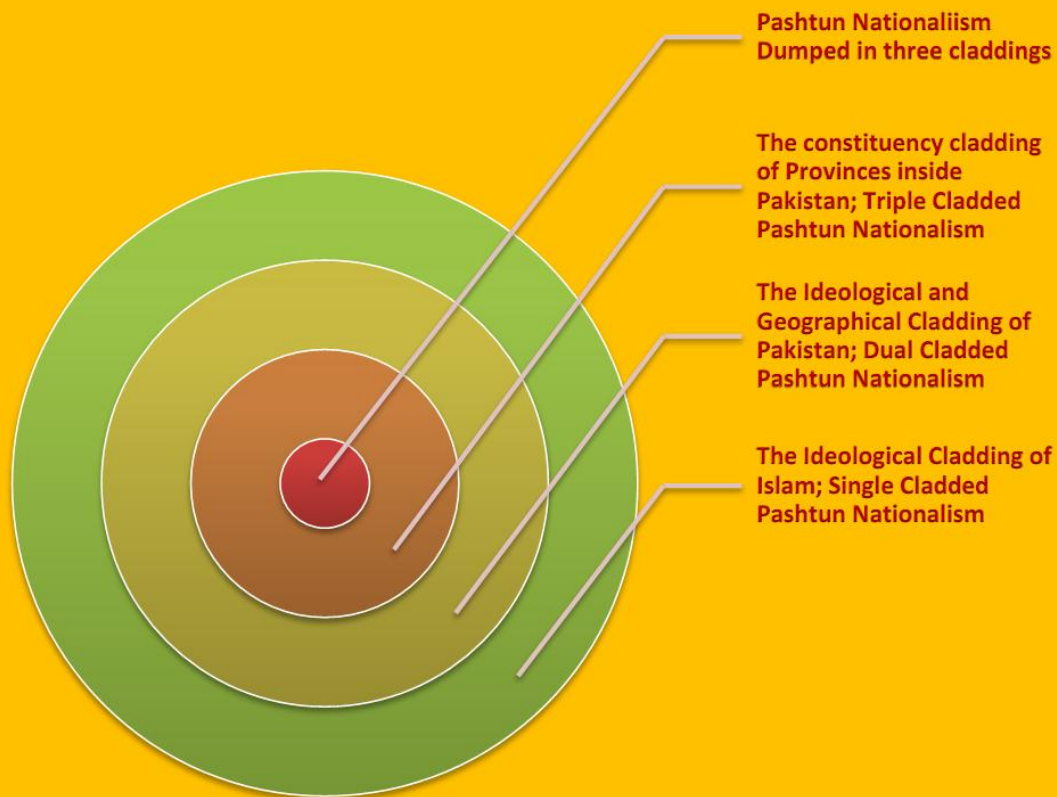 Pashtun Nationaliism
Dumped in three claddings
The constituency cladding
of Provinces inside
Pakistan; Triple Cladded
Pashtun Nationalism
The Ideological and
Geographical Cladding of
Pakistan; Dual Cladded
Pashtun Nationalism
The Ideological Cladding of
Islam; Single Cladded
Pashtun Nationalism